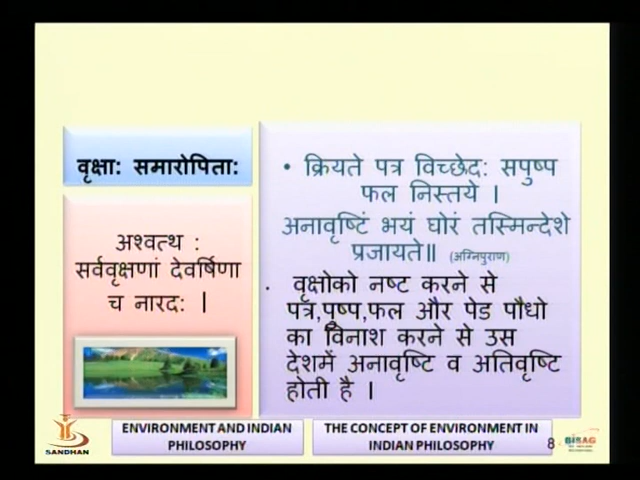 वृक्षा: समारोपिता:
अश्वत्थ :
सर्ववृक्षणां देवर्षिणा
च नारद: |
• क्रियते पत्र विच्छेद: सपुष्प
फल निस्तये ।
अनावृष्टिं भयं घोरं तस्मिन्देशे
प्रजायते॥ (अग्निपुराण)
. वृक्षोको नष्ट करने से
पत्र,पुष्प,फल और पेड पौधो
का विनाश करने से उस
देशमें अनावृष्टि व अतिवृष्टि
होती है ।
ENVIRONMENT AND INDIAN
PHILOSOPHY
THE CONCEPT OF ENVIRONMENT IN
INDIAN PHILOSOPHY
8
SANDHAN
BISAG